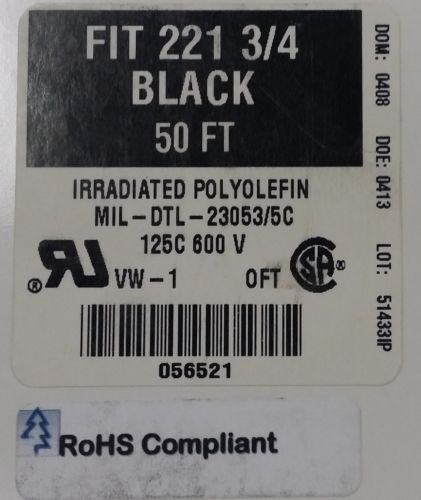 FIT 221 3/4
BLACK
50 FT
IRRADIATED POLYOLEFIN
MIL-DTL-23053/5C
125C 600 V
VW-1 OFT
056521
DOM: 0408 DOE: 0413 LOT: 51433IP
RoHS Compliant